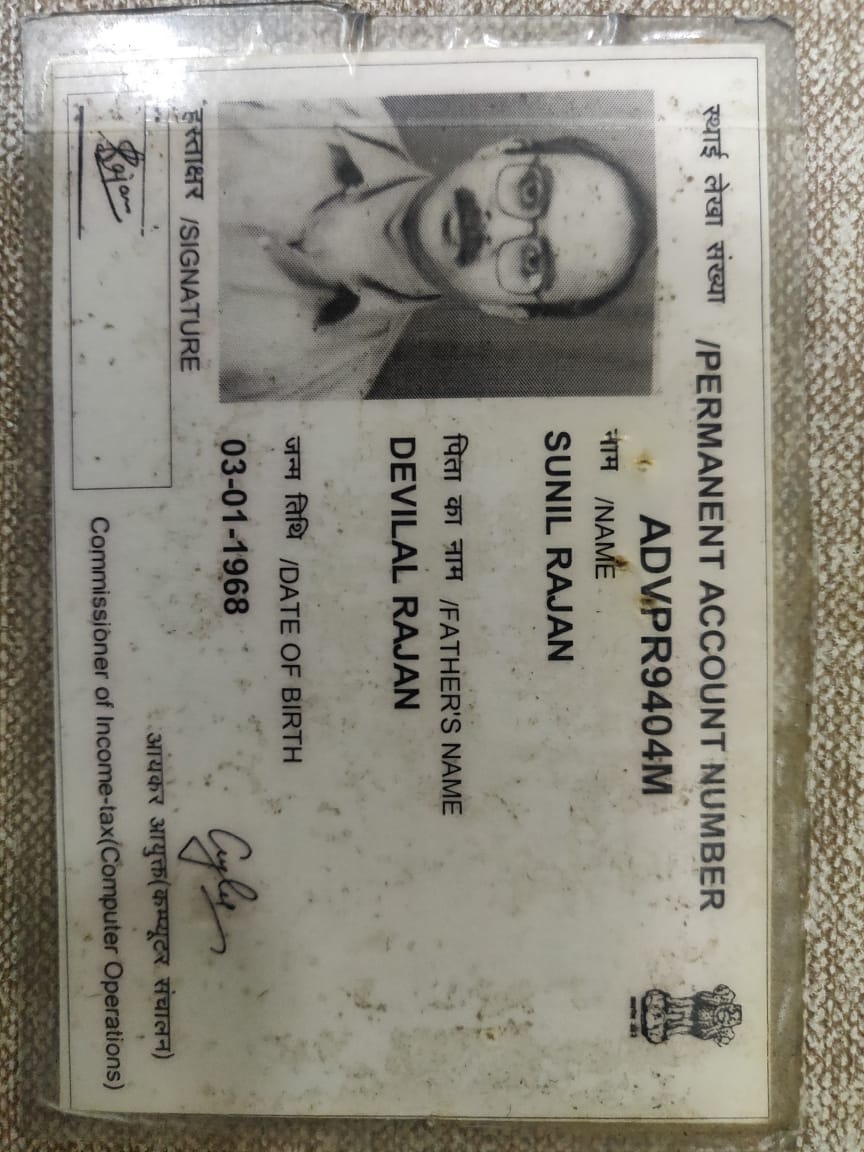 स्थाई लेखा संख्या /PERMANENT ACCOUNT NUMBER
ADVPR9404M
नाम /NAME
SUNIL RAJAN
पिता का नाम /FATHER'S NAME
DEVILAL RAJAN
जन्म तिथि /DATE OF BIRTH
03-01-1968
हस्ताक्षर /SIGNATURE
SRajan
आयकर आयुक्त(कम्प्यूटर संचालन)
Commissioner of Income-tax(Computer Operations)